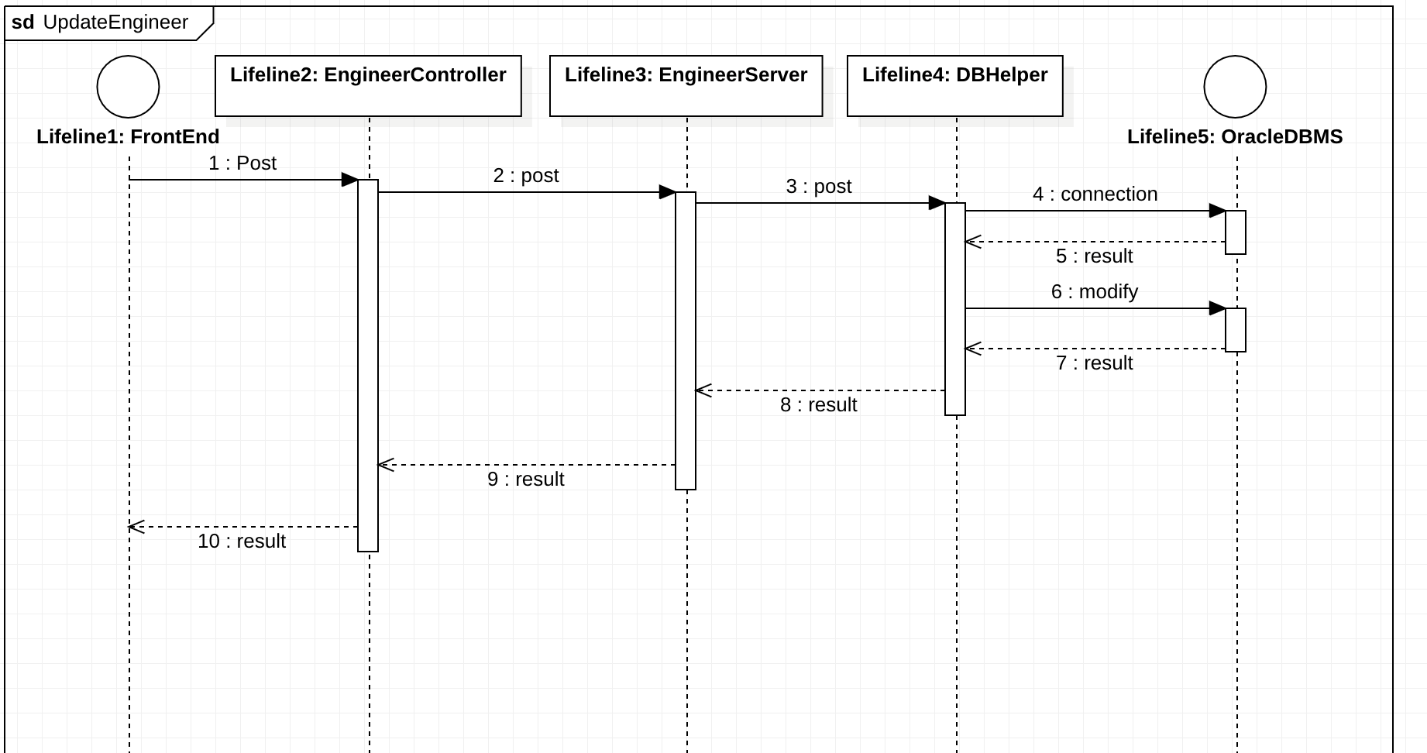 sd UpdateEngineer
Lifeline2: EngineerController
Lifeline3: EngineerServer
Lifeline4: DBHelper
Lifeline1: FrontEnd
Lifeline5: OracleDBMS
1 : Post
2 : post
3 : post
4 : connection
5 : result
6 : modify
7 : result
8 : result
9 : result
10 : result